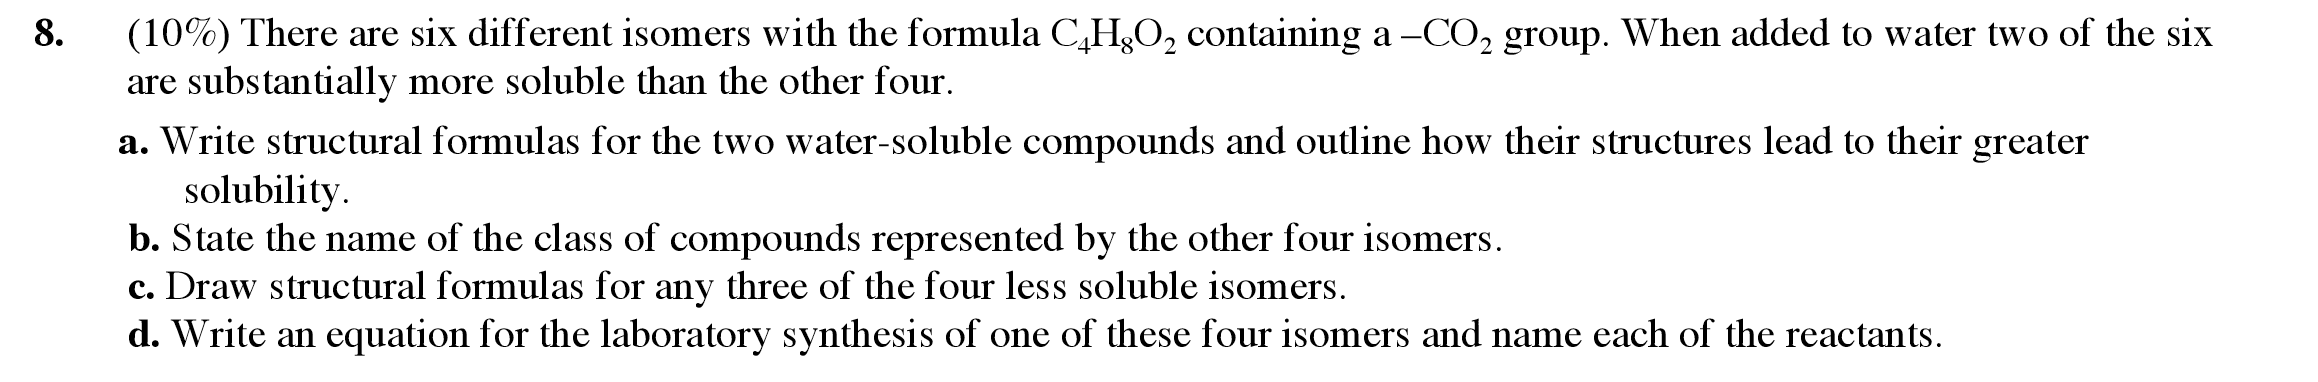 8. (10%) There are six different isomers with the formula C₄H₈O₂ containing a –CO₂ group. When added to water two of the six
are substantially more soluble than the other four.
a. Write structural formulas for the two water-soluble compounds and outline how their structures lead to their greater
solubility.
b. State the name of the class of compounds represented by the other four isomers.
c. Draw structural formulas for any three of the four less soluble isomers.
d. Write an equation for the laboratory synthesis of one of these four isomers and name each of the reactants.